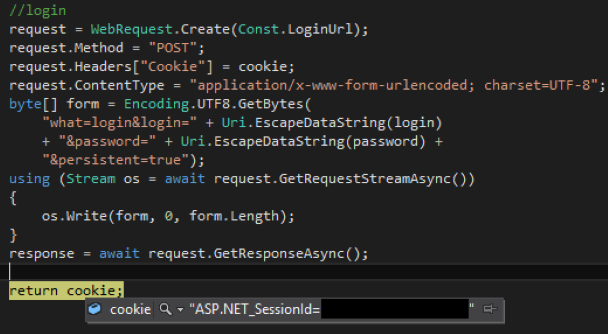 //login
request = WebRequest.Create(Const.LoginUrl);
request.Method = "POST";
request.Headers["Cookie"] = cookie;
request.ContentType = "application/x-www-form-urlencoded; charset=UTF-8";
byte[] form = Encoding.UTF8.GetBytes(
    "what=login&login=" + Uri.EscapeDataString(login)
    + "&password=" + Uri.EscapeDataString(password) +
    "&persistent=true");
using (Stream os = await request.GetRequestStreamAsync())
{
    os.Write(form, 0, form.Length);
}
response = await request.GetResponseAsync();
return cookie;
cookie "ASP.NET_SessionId= "